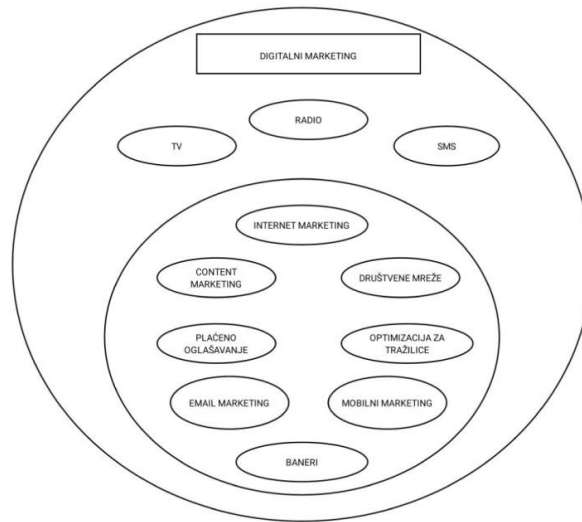 DIGITALNI MARKETING
RADIO
TV
SMS
INTERNET MARKETING
CONTENT
MARKETING
DRUŠTVENE MREŽE
PLAĆENO
OGLAŠAVANJE
OPTIMIZACIJA ZA
TRAŽILICE
EMAIL MARKETING
MOBILNI MARKETING
BANERI